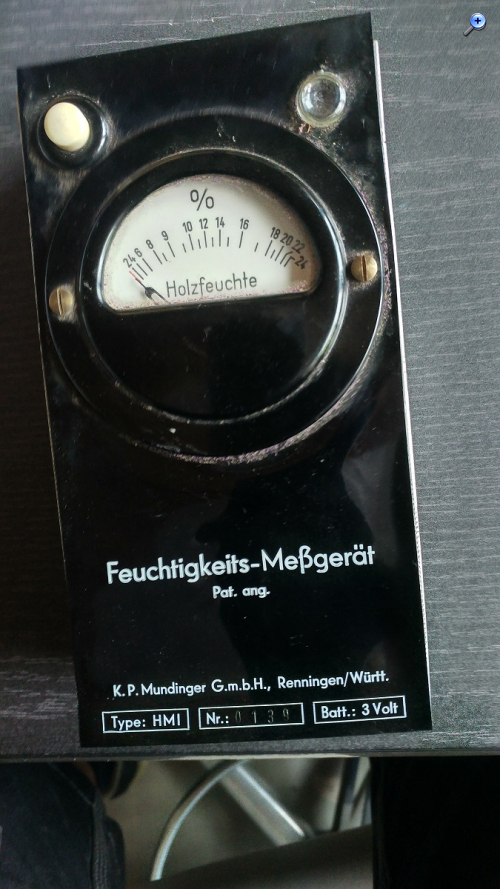 %
2 4 6 8 9 10 12 14 16 18 20 22 24
Holzfeuchte
Feuchtigkeits-Meßgerät
Pat. ang.
K.P. Mundinger G.m.b.H., Renningen/Württ.
Type: HMI Nr.: 0139 Batt.: 3 Volt